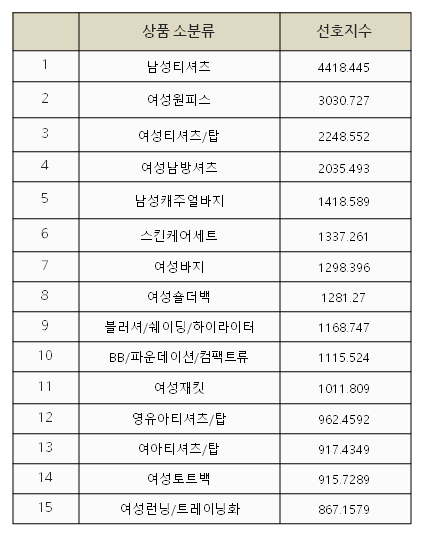 상품 소분류 선호지수
1 남성티셔츠 4418.445
2 여성원피스 3030.727
3 여성티셔츠/탑 2248.552
4 여성남방셔츠 2035.493
5 남성캐주얼바지 1418.589
6 스킨케어세트 1337.261
7 여성바지 1298.396
8 여성숄더백 1281.27
9 블러셔/쉐이딩/하이라이터 1168.747
10 BB/파운데이션/컴팩트류 1115.524
11 여성재킷 1011.809
12 영유아티셔츠/탑 962.4592
13 여아티셔츠/탑 917.4349
14 여성토트백 915.7289
15 여성런닝/트레이닝화 867.1579